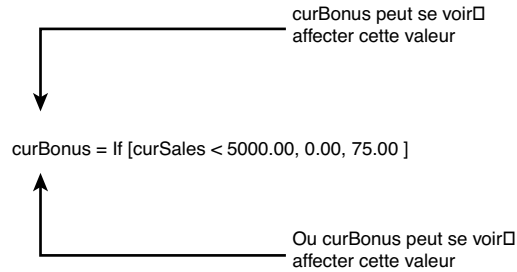 curBonus peut se voir□
affecter cette valeur
curBonus = If [curSales < 5000.00, 0.00, 75.00 ]
Ou curBonus peut se voir□
affecter cette valeur